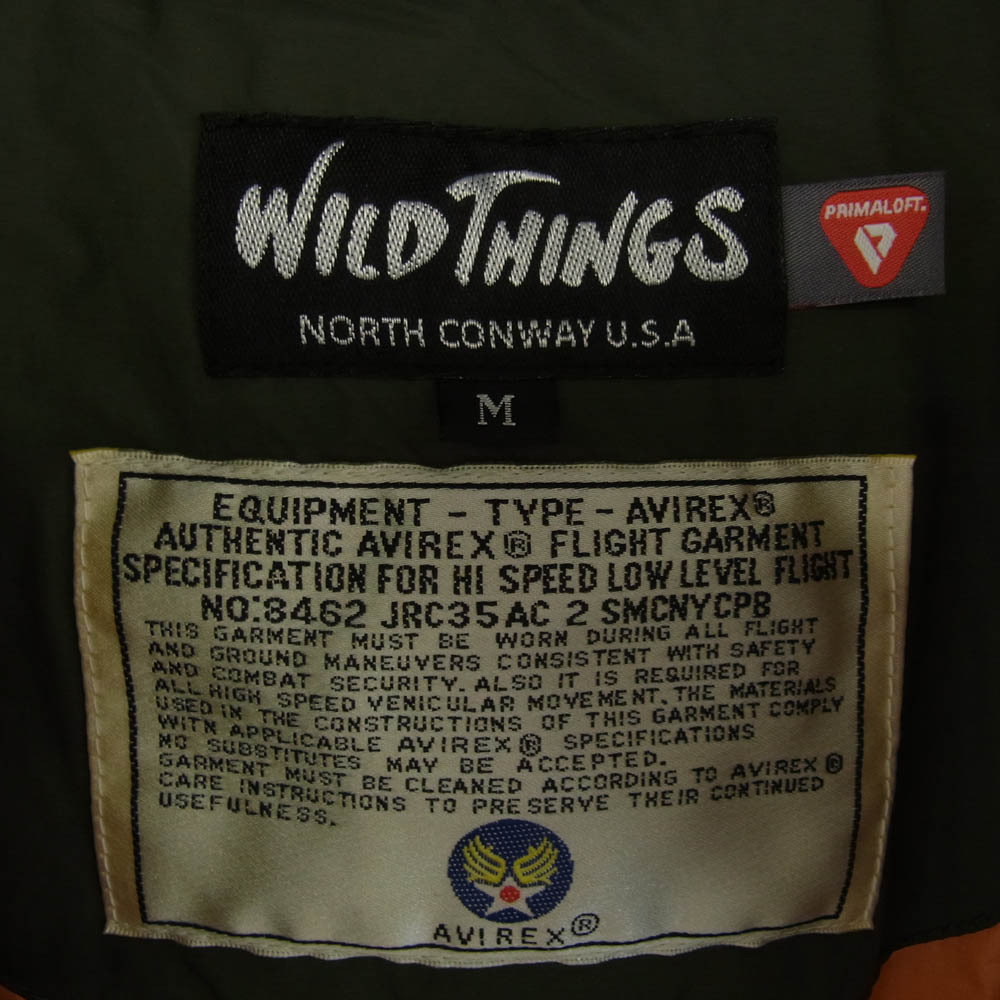 WILDTHINGS
NORTH CONWAY U.S.A
PRIMALOFT®
M
EQUIPMENT - TYPE - AVIREX®
AUTHENTIC AVIREX® FLIGHT GARMENT
SPECIFICATION FOR HI SPEED LOW LEVEL FLIGHT
NO:8462 JRC35AC 2 SMCNYCPB
THIS GARMENT MUST BE WORN DURING ALL FLIGHT
AND GROUND MANEUVERS CONSISTENT WITH SAFETY
AND COMBAT SECURITY. ALSO IT IS REQUIRED FOR
ALL HIGH SPEED VENICULAR MOVEMENT. THE MATERIALS
USED IN THE CONSTRUCTIONS OF THIS GARMENT COMPLY
WITH APPLICABLE AVIREX® SPECIFICATIONS
NO SUBSTITUTES MAY BE ACCEPTED.
GARMENT MUST BE CLEANED ACCORDING TO AVIREX®
CARE INSTRUCTIONS TO PRESERVE THEIR CONTINUED
USEFULNESS.
AVIREX®